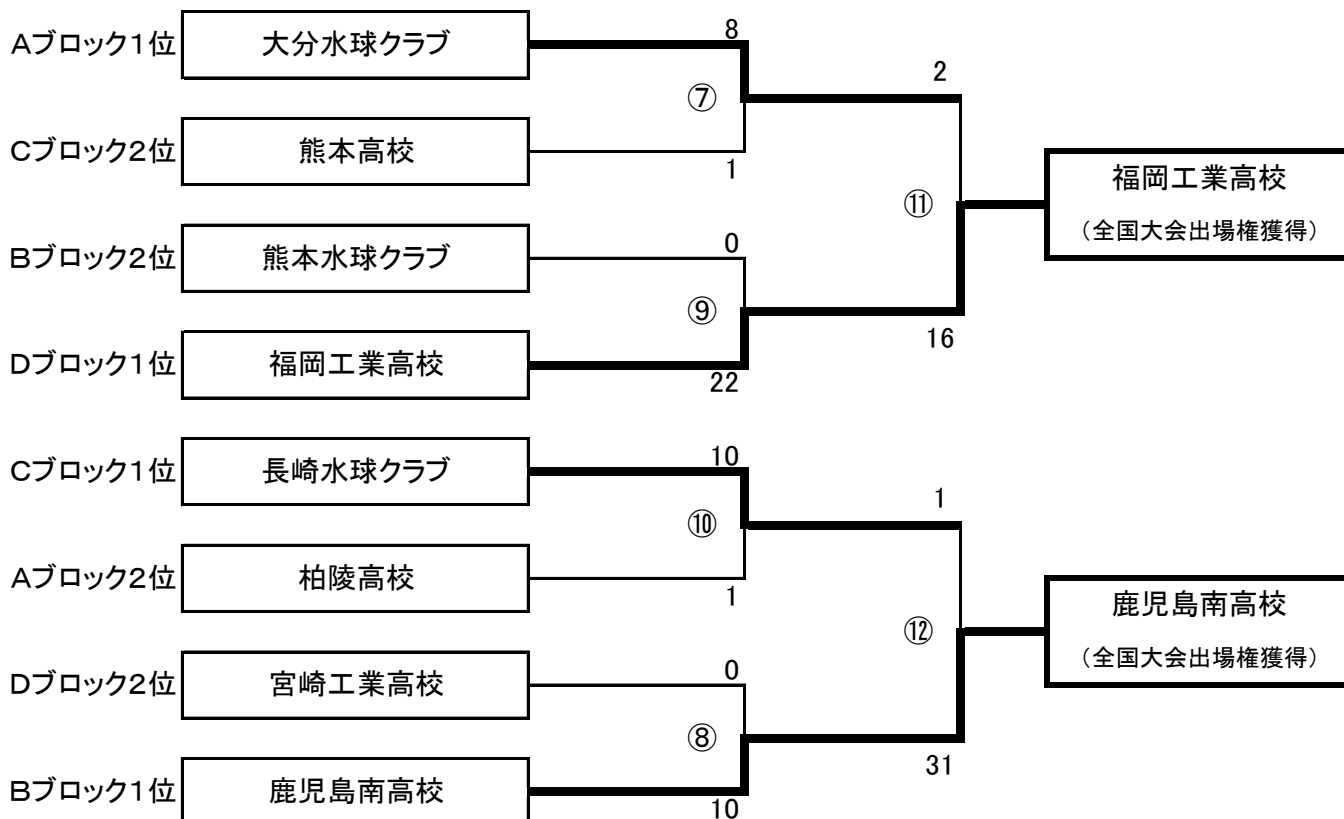 Aブロック1位 大分水球クラブ 8
⑦ 2
Cブロック2位 熊本高校 1
⑪ 福岡工業高校
(全国大会出場権獲得)
Bブロック2位 熊本水球クラブ 0
⑨ 16
Dブロック1位 福岡工業高校 22
Cブロック1位 長崎水球クラブ 10
⑩ 1
Aブロック2位 柏陵高校 1
⑫ 鹿児島南高校
(全国大会出場権獲得)
Dブロック2位 宮崎工業高校 0
⑧ 31
Bブロック1位 鹿児島南高校 10